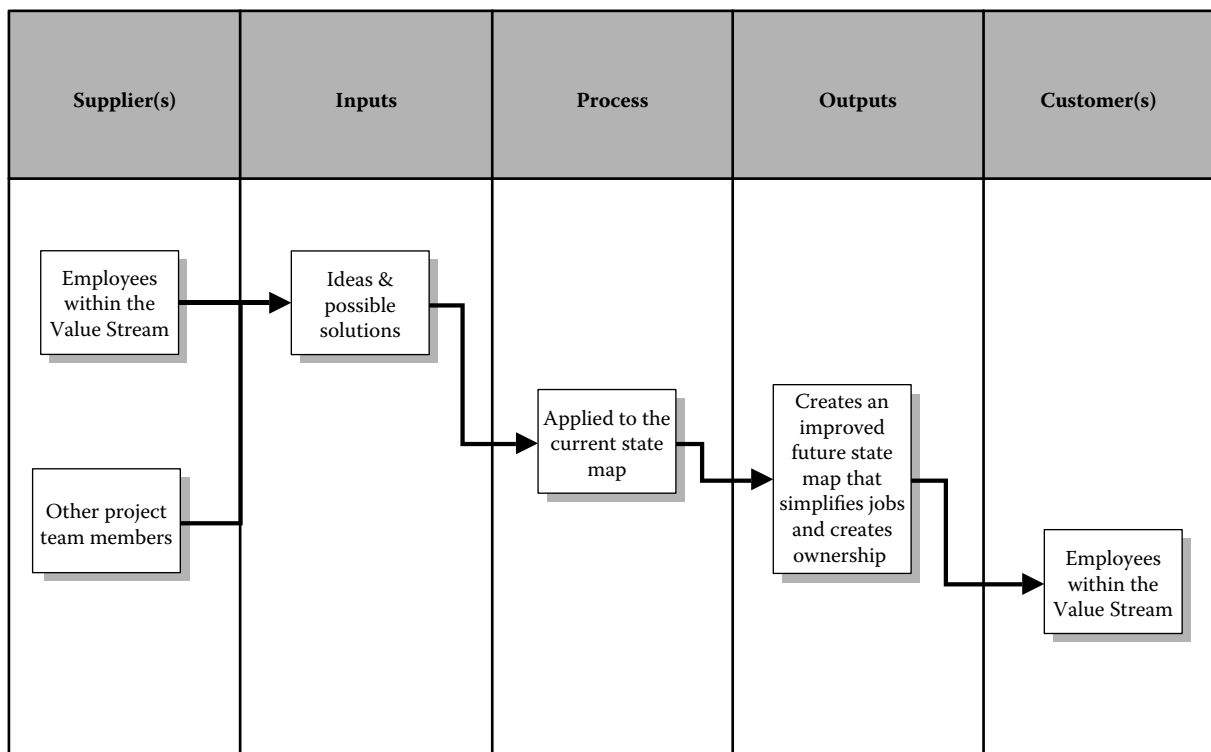 Supplier(s)
Inputs
Process
Outputs
Customer(s)
Employees
within the
Value Stream
Other project
team members
Ideas &
possible
solutions
Applied to the
current state
map
Creates an
improved
future state
map that
simplifies jobs
and creates
ownership
Employees
within the
Value Stream